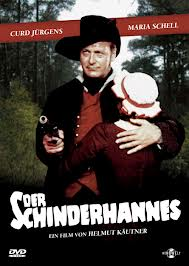 CURD JÜRGENS
MARIA SCHELL
DER
SCHINDERHANNES
EIN FILM VON HELMUT KÄUTNER
DVD